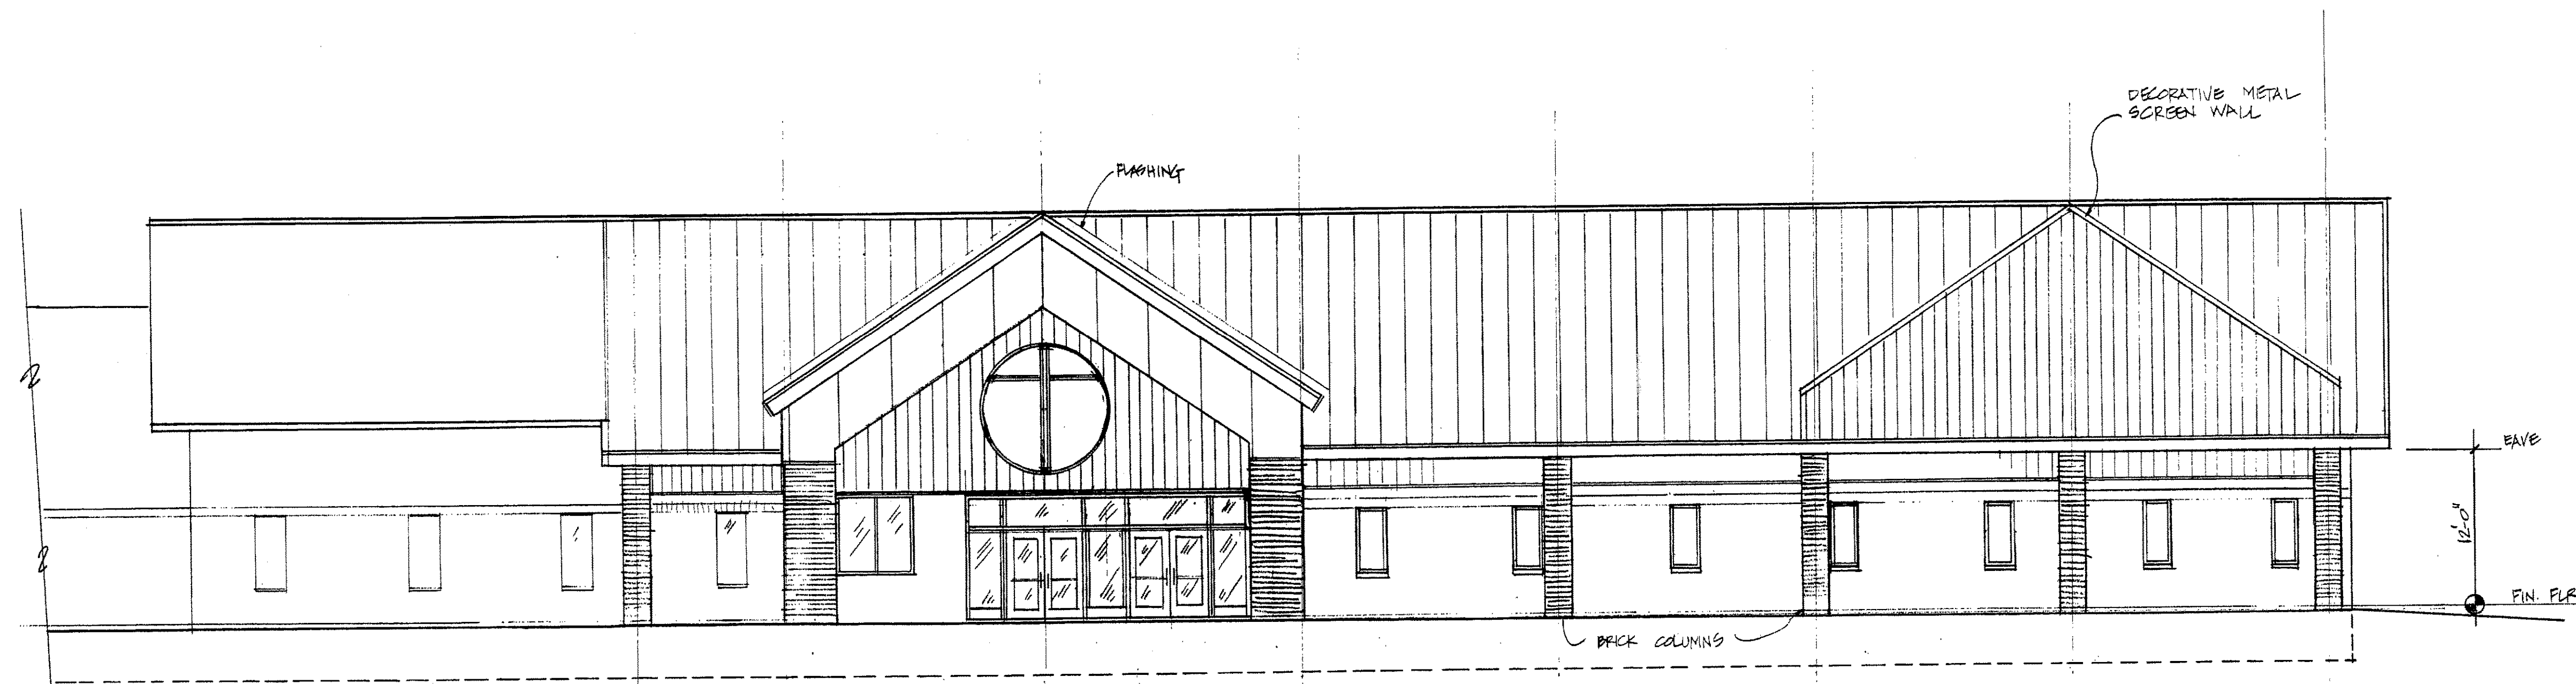 DECORATIVE METAL
SCREEN WALL
FLASHING
EAVE
12'-0"
FIN. FLR
BRICK COLUMNS